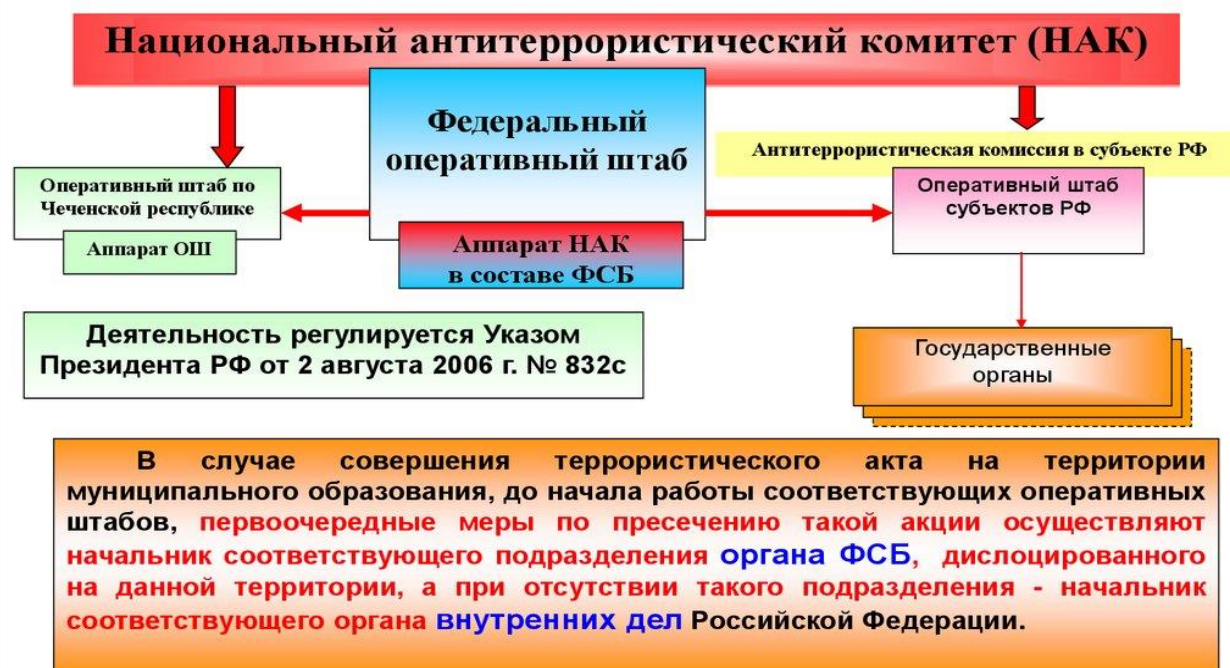 Национальный антитеррористический комитет (НАК)
Федеральный
оперативный штаб
Антитеррористическая комиссия в субъекте РФ
Оперативный штаб по
Чеченской республике
Оперативный штаб
субъектов РФ
Аппарат ОШ
Аппарат НАК
в составе ФСБ
Деятельность регулируется Указом
Президента РФ от 2 августа 2006 г. № 832с
Государственные
органы
В случае совершения террористического акта на территории
муниципального образования, до начала работы соответствующих оперативных
штабов, первоочередные меры по пресечению такой акции осуществляют
начальник соответствующего подразделения органа ФСБ, дислоцированного
на данной территории, а при отсутствии такого подразделения - начальник
соответствующего органа внутренних дел Российской Федерации.